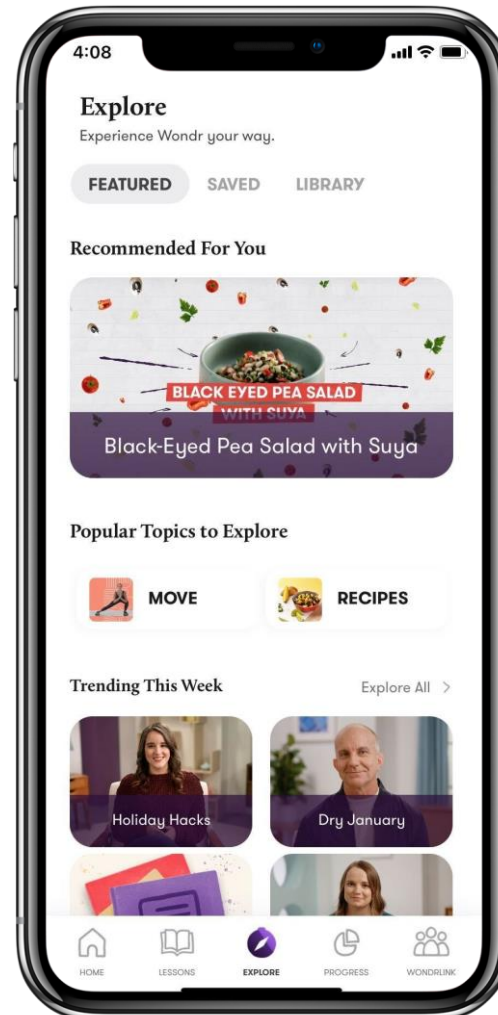 4:08
Explore
Experience Wondr your way.
FEATURED SAVED LIBRARY
Recommended For You
BLACK EYED PEA SALAD
WITH SUYA
Black-Eyed Pea Salad with Suya
Popular Topics to Explore
MOVE RECIPES
Trending This Week Explore All >
Holiday Hacks Dry January
HOME LESSONS EXPLORE PROGRESS WONDRLINK